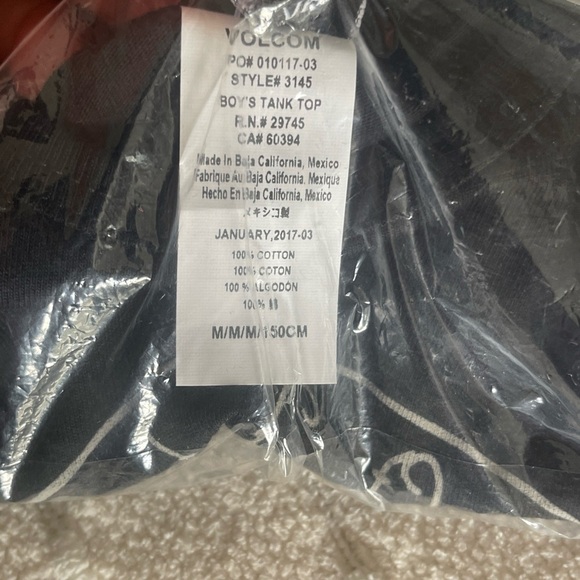 VOLCOM
PO# 010117-03
STYLE# 3145
BOY'S TANK TOP
R.N.# 29745
CA# 60394
Made In Baja California, Mexico
Fabrique Au Baja California, Mexique
Hecho En Baja California, Mexico
メキシコ製
JANUARY,2017-03
100% COTTON
100% COTON
100 % ALGODÓN
100% 綿
M/M/M/150CM